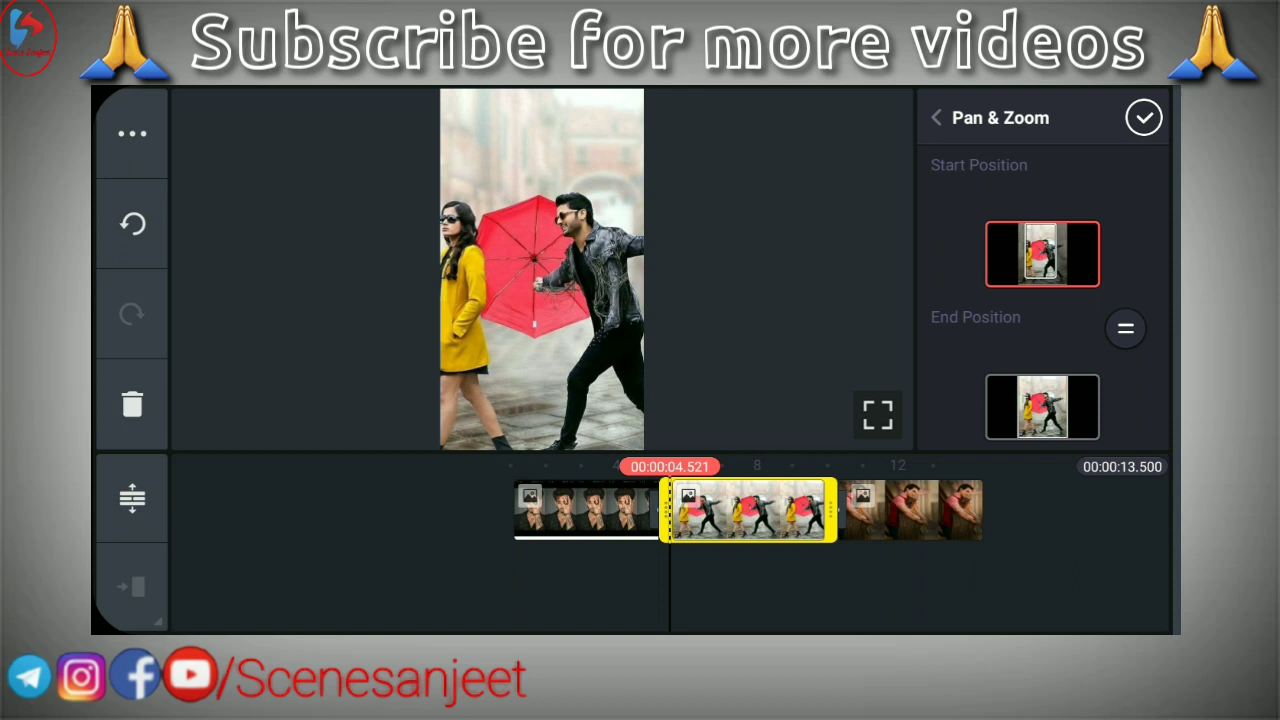 Subscribe for more videos
Pan & Zoom
Start Position
End Position
00:00:04.521
8
12
00:00:13.500
/Scenesanjeet